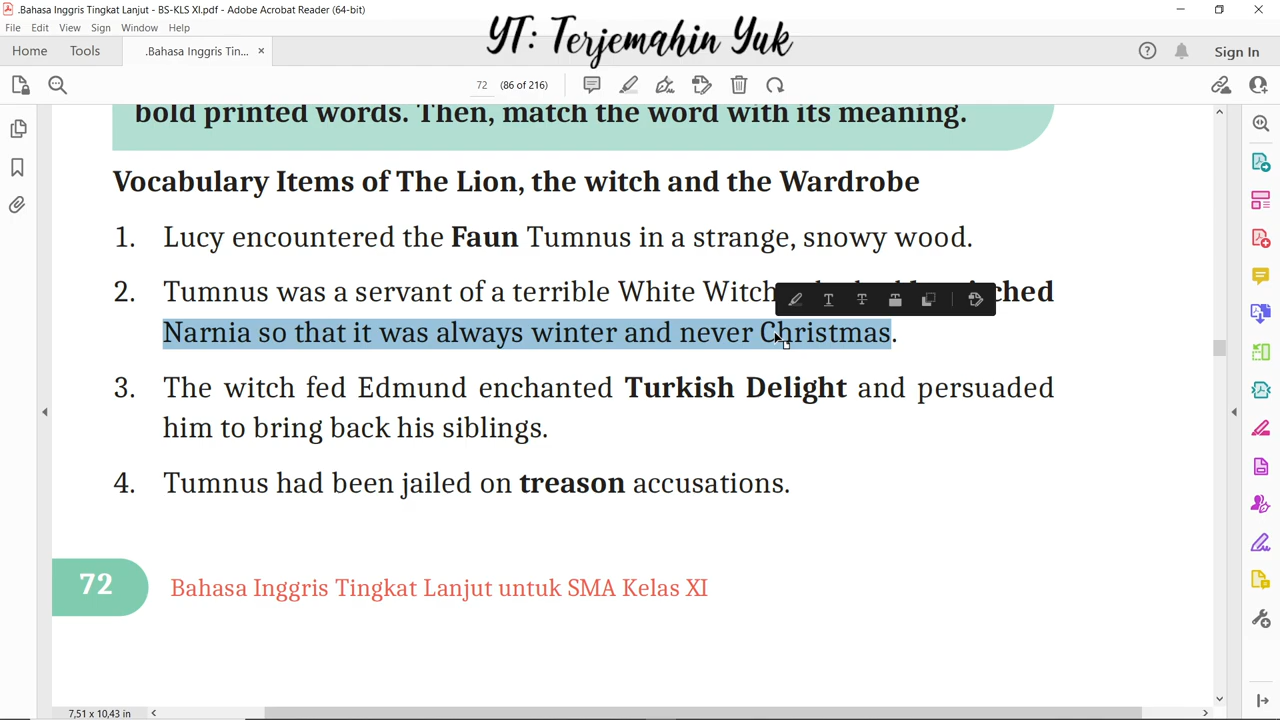 .Bahasa Inggris Tingkat Lanjut - BS-KLS XI.pdf - Adobe Acrobat Reader (64-bit)
YT: Terjemahin Yuk
File Edit View Sign Window Help
Home Tools .Bahasa Inggris Tin... × Sign In
72 (86 of 216)
bold printed words. Then, match the word with its meaning.
Vocabulary Items of The Lion, the witch and the Wardrobe
1. Lucy encountered the Faun Tumnus in a strange, snowy wood.
2. Tumnus was a servant of a terrible White Witch ched
Narnia so that it was always winter and never Christmas.
3. The witch fed Edmund enchanted Turkish Delight and persuaded
him to bring back his siblings.
4. Tumnus had been jailed on treason accusations.
72 Bahasa Inggris Tingkat Lanjut untuk SMA Kelas XI
7,51 x 10,43 in